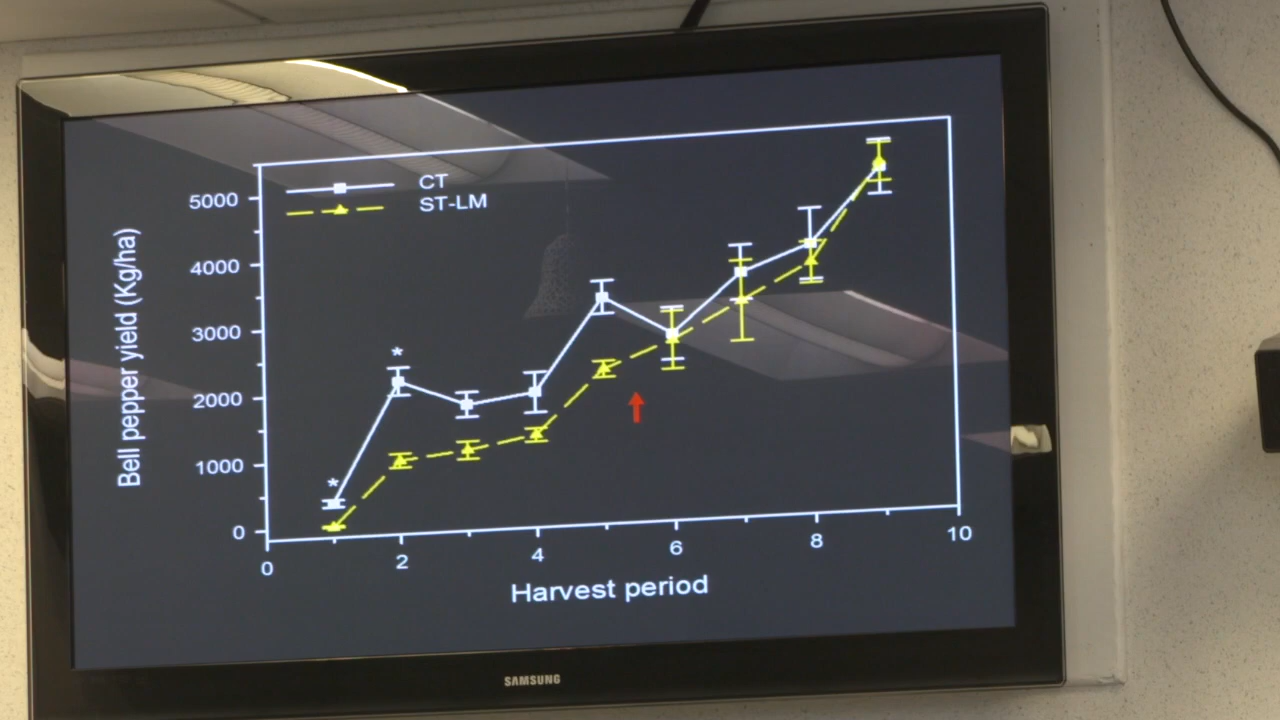 CT
ST-LM
5000
4000
3000
2000
1000
0
Bell pepper yield (Kg/ha)
*
*
0
2
4
6
8
10
Harvest period
SAMSUNG